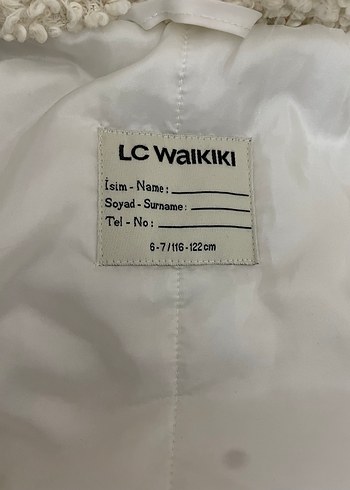 LC WAIKIKI
İsim - Name :
Soyad - Surname :
Tel - No :
6-7/116-122cm